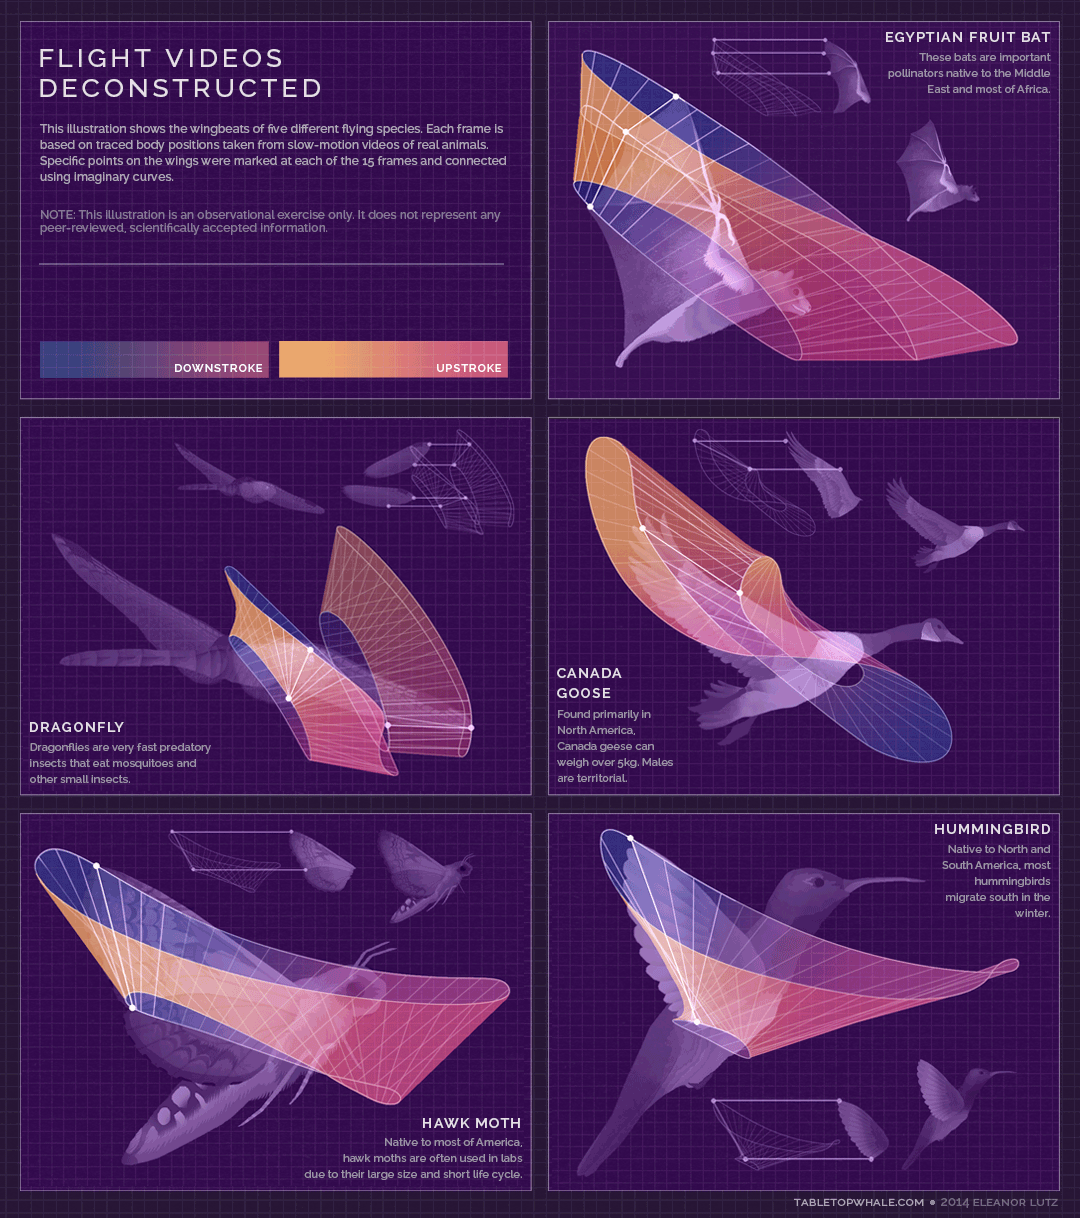 FLIGHT VIDEOS
DECONSTRUCTED
This illustration shows the wingbeats of five different flying species. Each frame is
based on traced body positions taken from slow-motion videos of real animals.
Specific points on the wings were marked at each of the 15 frames and connected
using imaginary curves.
NOTE: This illustration is an observational exercise only. It does not represent any
peer-reviewed, scientifically accepted information.
DOWNSTROKE
UPSTROKE
EGYPTIAN FRUIT BAT
These bats are important
pollinators native to the Middle
East and most of Africa.
DRAGONFLY
Dragonflies are very fast predatory
insects that eat mosquitoes and
other small insects.
CANADA
GOOSE
Found primarily in
North America,
Canada geese can
weigh over 5kg. Males
are territorial.
HAWK MOTH
Native to most of America,
hawk moths are often used in labs
due to their large size and short life cycle.
HUMMINGBIRD
Native to North and
South America, most
hummingbirds
migrate south in the
winter.
TABLETOPWHALE.COM • 2014 ELEANOR LUTZ